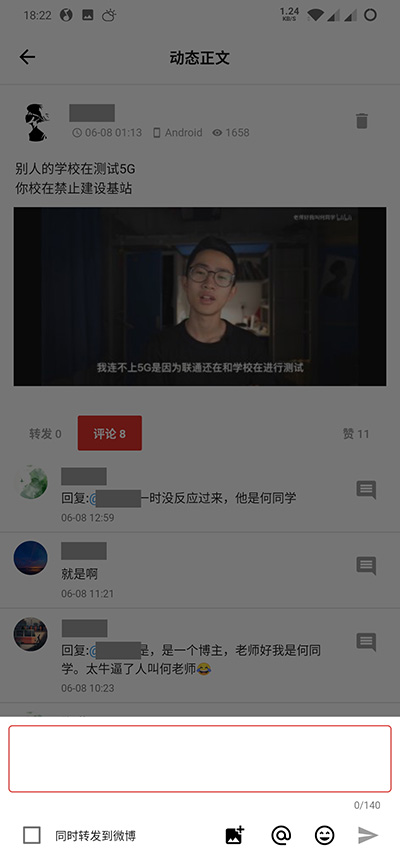 18:22
1.24
KB/S
动态正文
06-08 01:13 Android 1658
别人的学校在测试5G
你校在禁止建设基站
老师好我叫何同学
我连不上5G是因为联通还在和学校在进行测试
转发 0 评论 8 赞 11
回复:@ 一时没反应过来，他是何同学
06-08 12:59
就是啊
06-08 11:21
回复:@ 是，是一个博主，老师好我是何同
学。太牛逼了人叫何老师😂
06-08 10:23
0/140
同时转发到微博